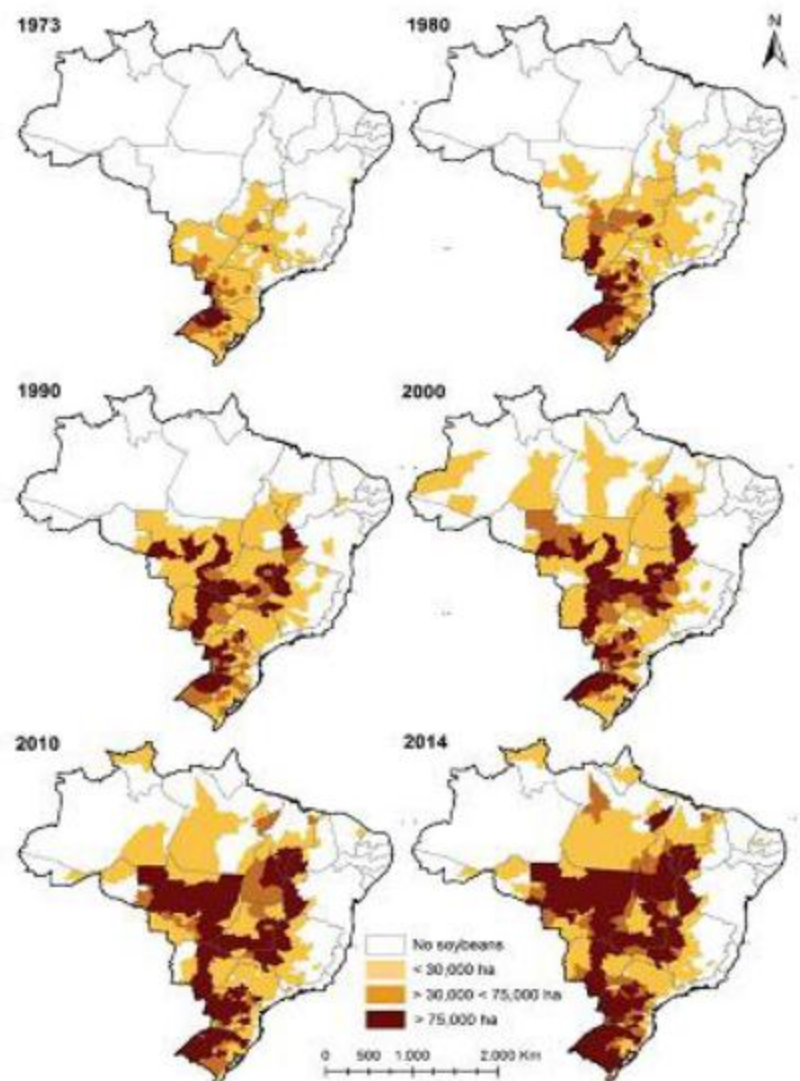 1973
1980
N
1990
2000
2010
2014
No soybeans
< 30,000 ha
> 30,000 < 75,000 ha
> 75,000 ha
0 500 1.000 2.000 Km